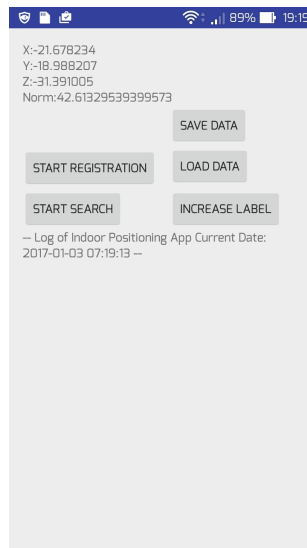 89% 19:19
X:-21.678234
Y:-18.988207
Z:-31.391005
Norm:42.61329539399573
SAVE DATA
START REGISTRATION LOAD DATA
START SEARCH INCREASE LABEL
-- Log of Indoor Positioning App Current Date:
2017-01-03 07:19:13 --